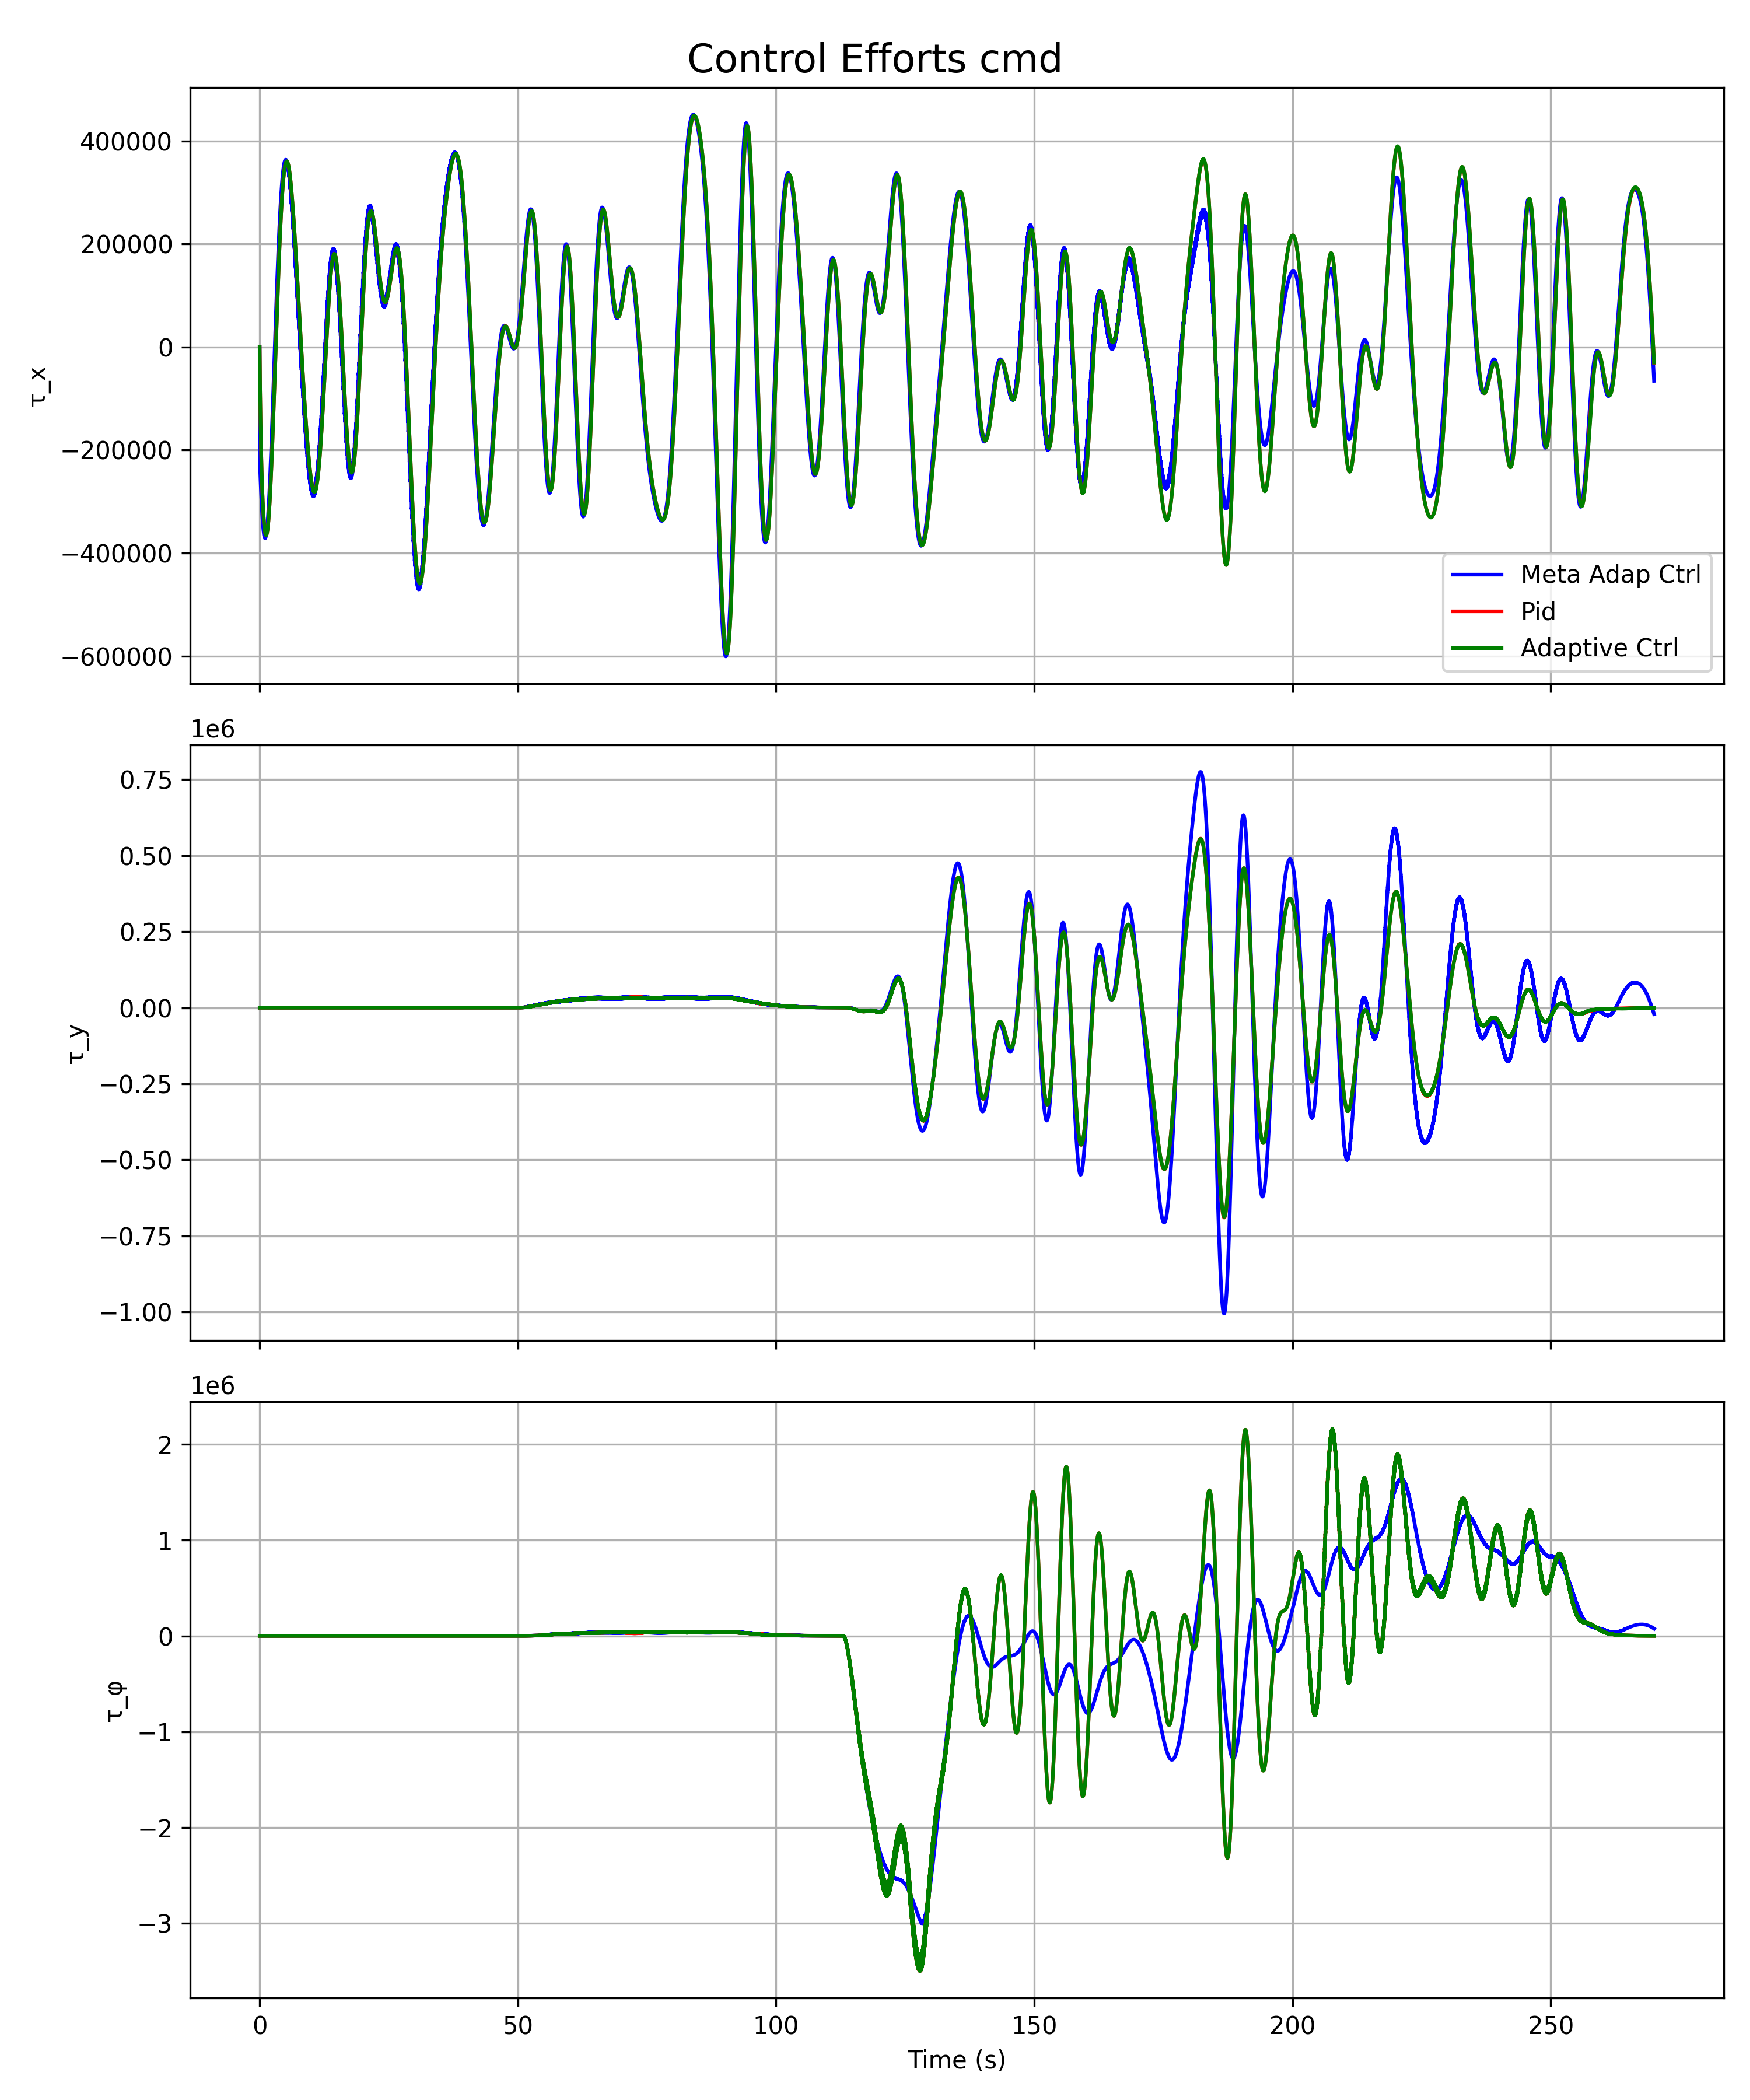 Control Efforts cmd
400000
200000
0
−200000
−400000
−600000
τ_x
Meta Adap Ctrl
Pid
Adaptive Ctrl
1e6
0.75
0.50
0.25
0.00
−0.25
−0.50
−0.75
−1.00
τ_y
1e6
2
1
0
−1
−2
−3
τ_φ
0 50 100 150 200 250
Time (s)